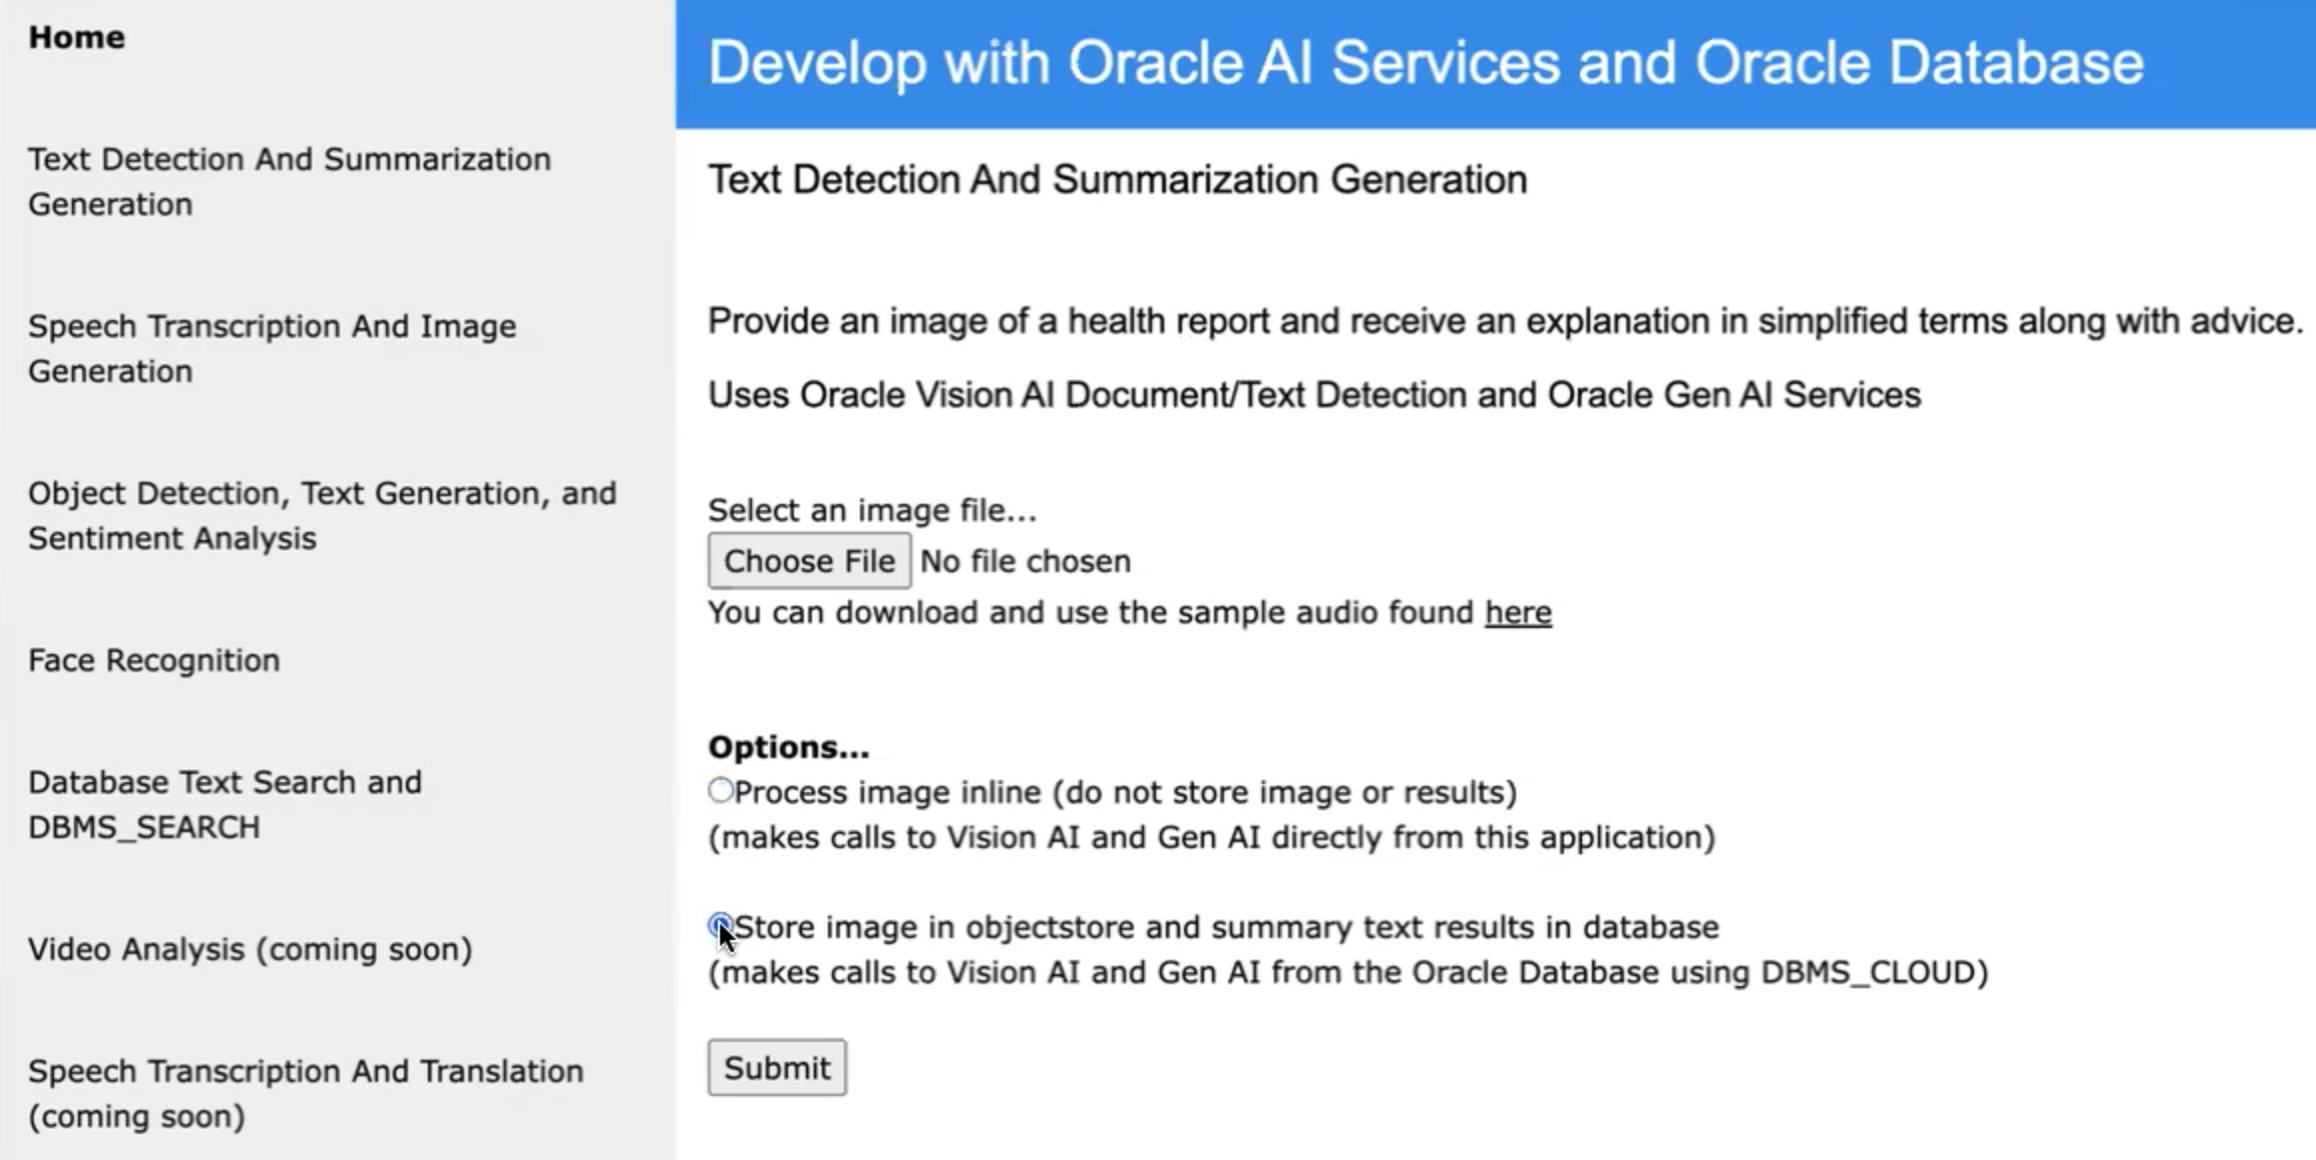 Home
Text Detection And Summarization
Generation
Speech Transcription And Image
Generation
Object Detection, Text Generation, and
Sentiment Analysis
Face Recognition
Database Text Search and
DBMS_SEARCH
Video Analysis (coming soon)
Speech Transcription And Translation
(coming soon)
Develop with Oracle AI Services and Oracle Database
Text Detection And Summarization Generation
Provide an image of a health report and receive an explanation in simplified terms along with advice.
Uses Oracle Vision AI Document/Text Detection and Oracle Gen AI Services
Select an image file...
Choose File No file chosen
You can download and use the sample audio found here
Options...
Process image inline (do not store image or results)
(makes calls to Vision AI and Gen AI directly from this application)
Store image in objectstore and summary text results in database
(makes calls to Vision AI and Gen AI from the Oracle Database using DBMS_CLOUD)
Submit